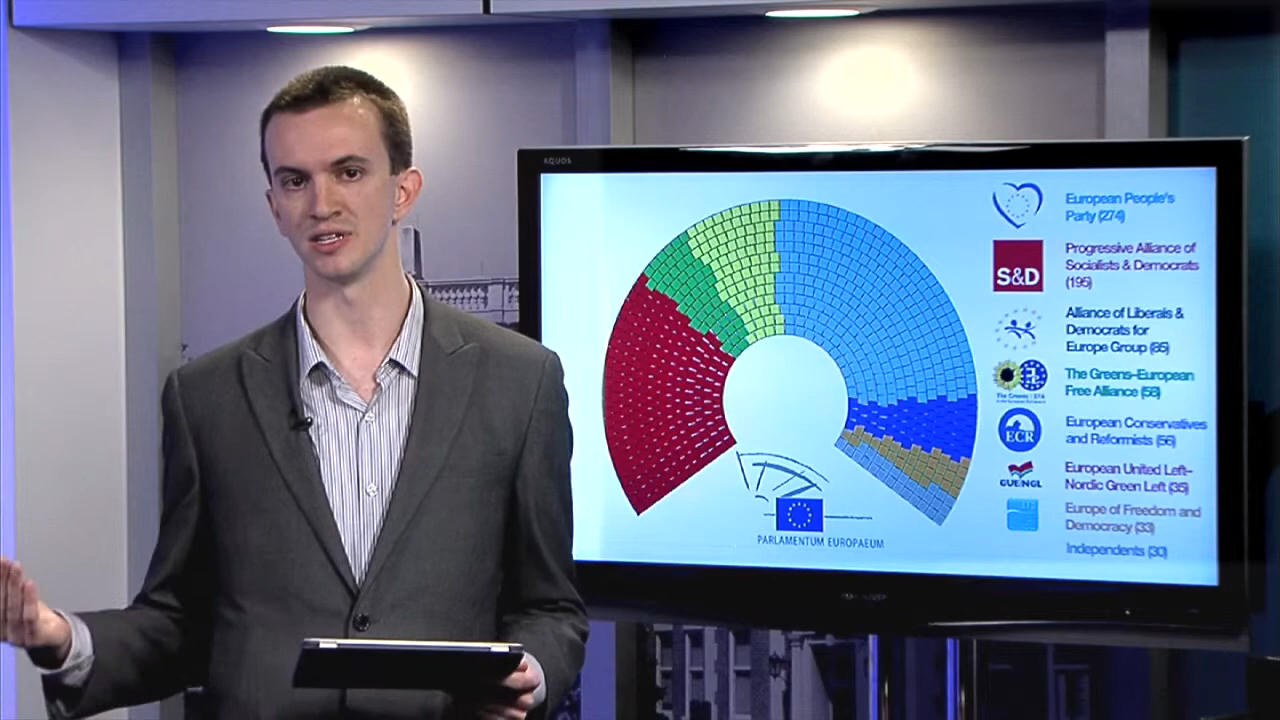 AQUOS
European People's
Party (274)
S&D
Progressive Alliance of
Socialists & Democrats
(195)
Alliance of Liberals &
Democrats for
Europe Group (85)
The Greens–European
Free Alliance (58)
ECR
European Conservatives
and Reformists (56)
GUE/NGL
European United Left–
Nordic Green Left (35)
Europe of Freedom and
Democracy (33)
Independents (30)
PARLAMENTUM EUROPAEUM